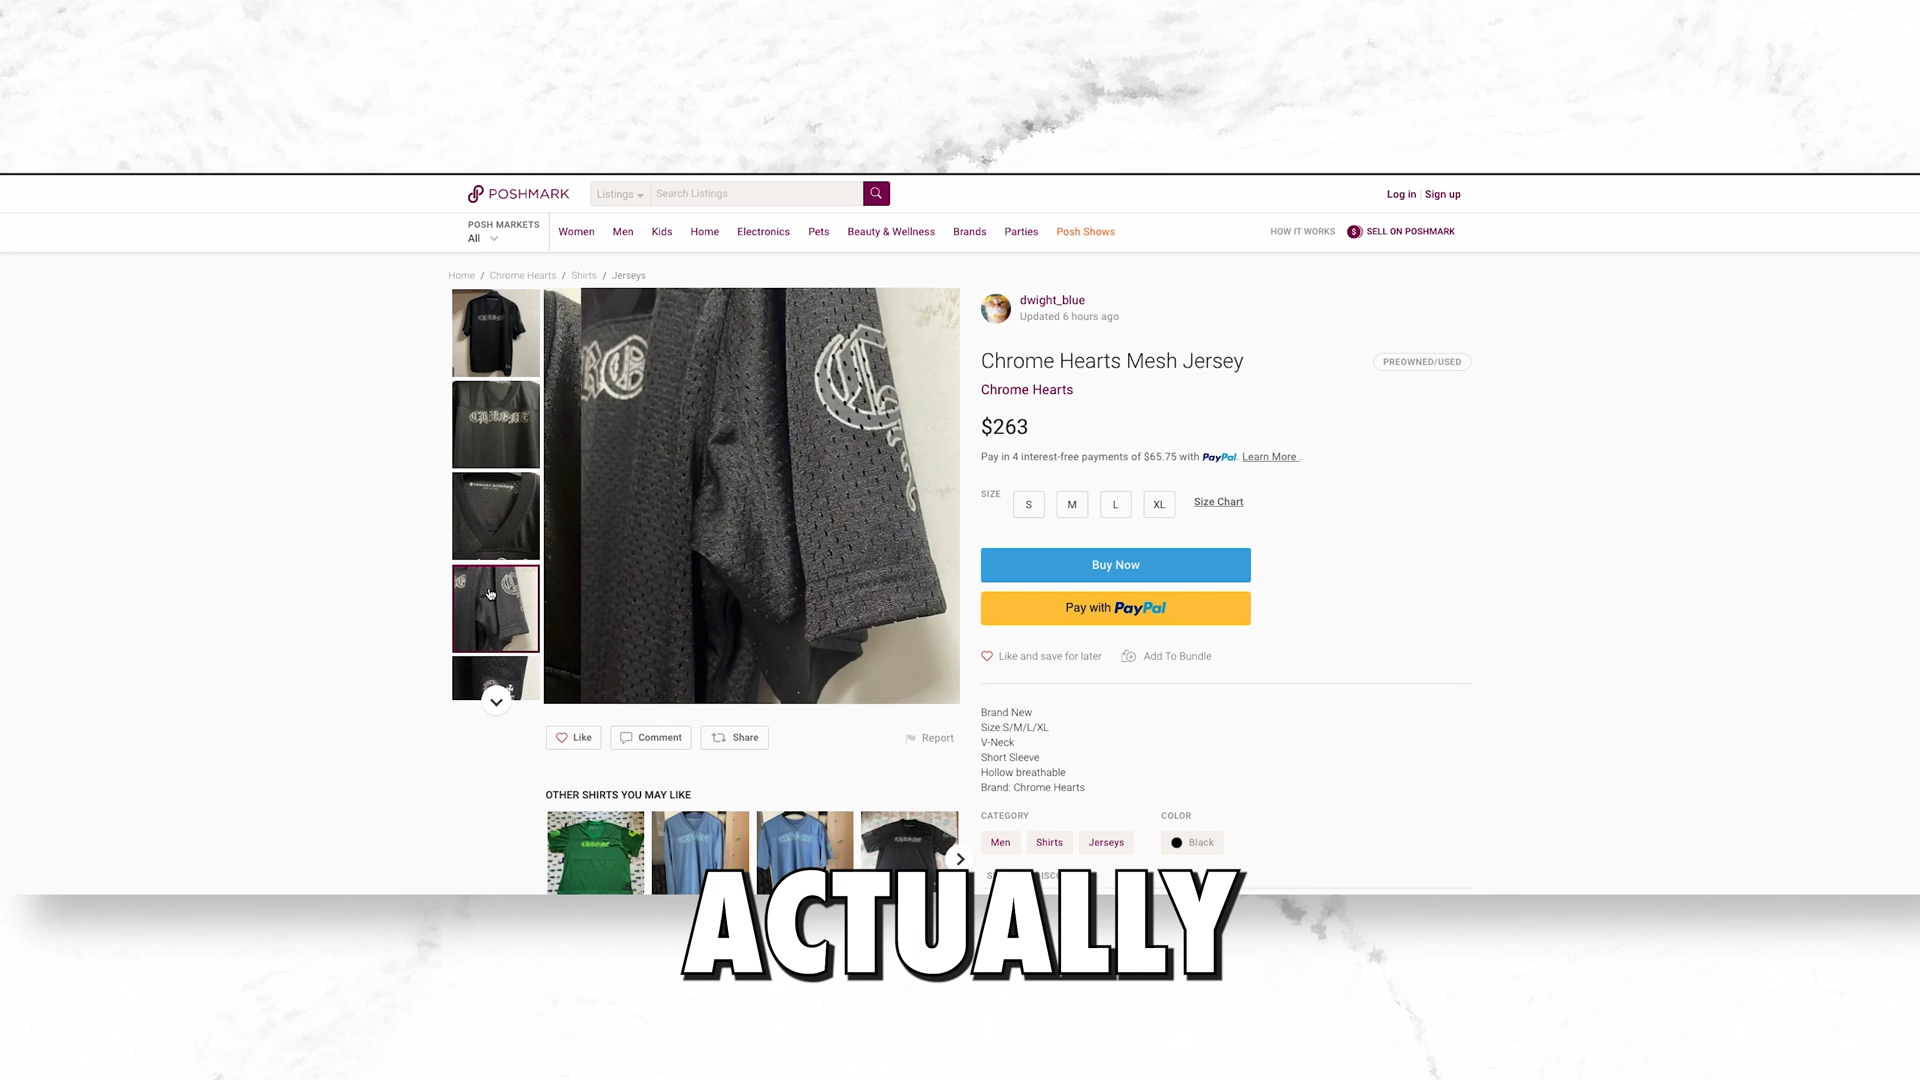 POSHMARK
Listings
Search Listings
Log in | Sign up
POSH MARKETS
All
Women
Men
Kids
Home
Electronics
Pets
Beauty & Wellness
Brands
Parties
Posh Shows
HOW IT WORKS
$ SELL ON POSHMARK
Home / Chrome Hearts / Shirts / Jerseys
dwight_blue
Updated 6 hours ago
Chrome Hearts Mesh Jersey
PREOWNED/USED
Chrome Hearts
$263
Pay in 4 interest-free payments of $65.75 with PayPal. Learn More .
SIZE
S
M
L
XL
Size Chart
Buy Now
Pay with PayPal
Like and save for later
Add To Bundle
Brand New
Size:S/M/L/XL
V-Neck
Short Sleeve
Hollow breathable
Brand: Chrome Hearts
Like
Comment
Share
Report
OTHER SHIRTS YOU MAY LIKE
CATEGORY
Men
Shirts
Jerseys
COLOR
Black
ACTUALLY